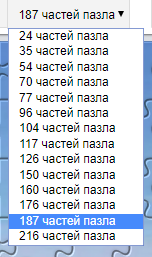 187 частей пазла ▼
24 частей пазла
35 частей пазла
54 частей пазла
70 частей пазла
77 частей пазла
96 частей пазла
104 частей пазла
117 частей пазла
126 частей пазла
150 частей пазла
160 частей пазла
176 частей пазла
187 частей пазла
216 частей пазла